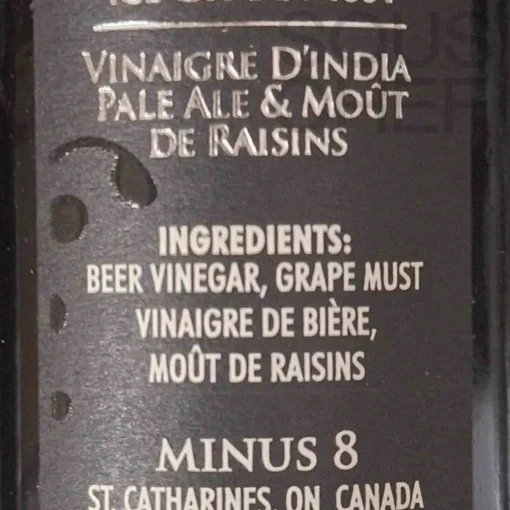 VINAIGRE D'INDIA
PALE ALE & MOÛT
DE RAISINS
INGREDIENTS:
BEER VINEGAR, GRAPE MUST
VINAIGRE DE BIÈRE,
MOÛT DE RAISINS
MINUS 8
ST. CATHARINES, ON CANADA